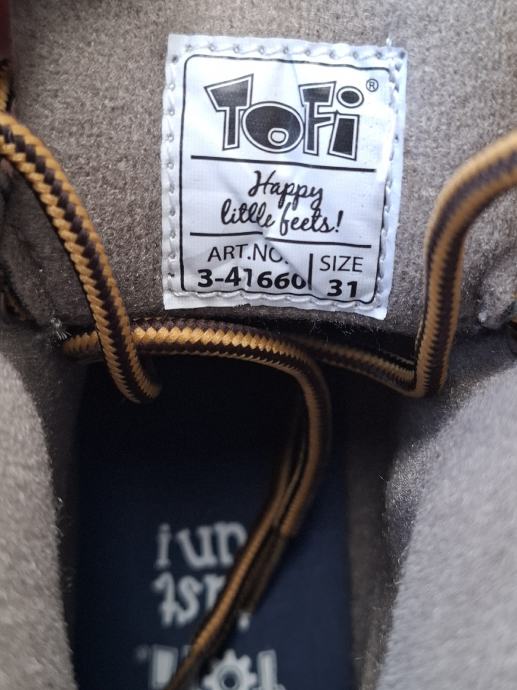 TOFi®
Happy
little feets!
ART.NO. SIZE
3-41660 31